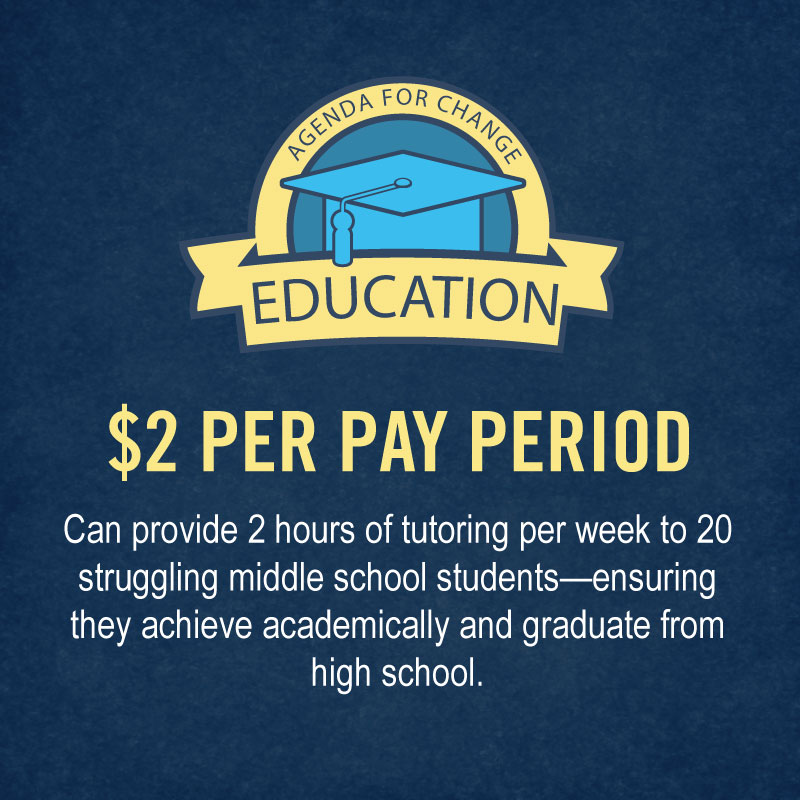 AGENDA FOR CHANGE
EDUCATION
$2 PER PAY PERIOD
Can provide 2 hours of tutoring per week to 20
struggling middle school students—ensuring
they achieve academically and graduate from
high school.